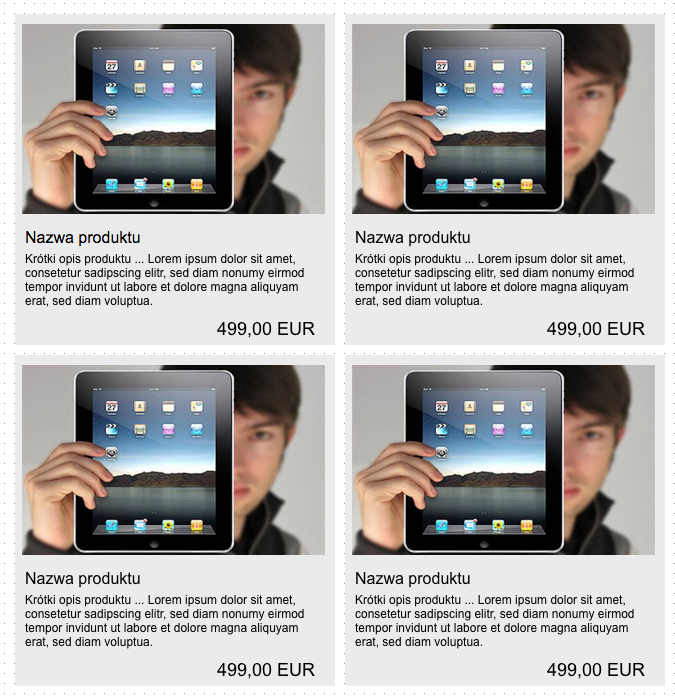 27
Nazwa produktu
Krótki opis produktu ... Lorem ipsum dolor sit amet,
consetetur sadipscing elitr, sed diam nonumy eirmod
tempor invidunt ut labore et dolore magna aliquyam
erat, sed diam voluptua.
499,00 EUR
27
Nazwa produktu
Krótki opis produktu ... Lorem ipsum dolor sit amet,
consetetur sadipscing elitr, sed diam nonumy eirmod
tempor invidunt ut labore et dolore magna aliquyam
erat, sed diam voluptua.
499,00 EUR
27
Nazwa produktu
Krótki opis produktu ... Lorem ipsum dolor sit amet,
consetetur sadipscing elitr, sed diam nonumy eirmod
tempor invidunt ut labore et dolore magna aliquyam
erat, sed diam voluptua.
499,00 EUR
27
Nazwa produktu
Krótki opis produktu ... Lorem ipsum dolor sit amet,
consetetur sadipscing elitr, sed diam nonumy eirmod
tempor invidunt ut labore et dolore magna aliquyam
erat, sed diam voluptua.
499,00 EUR